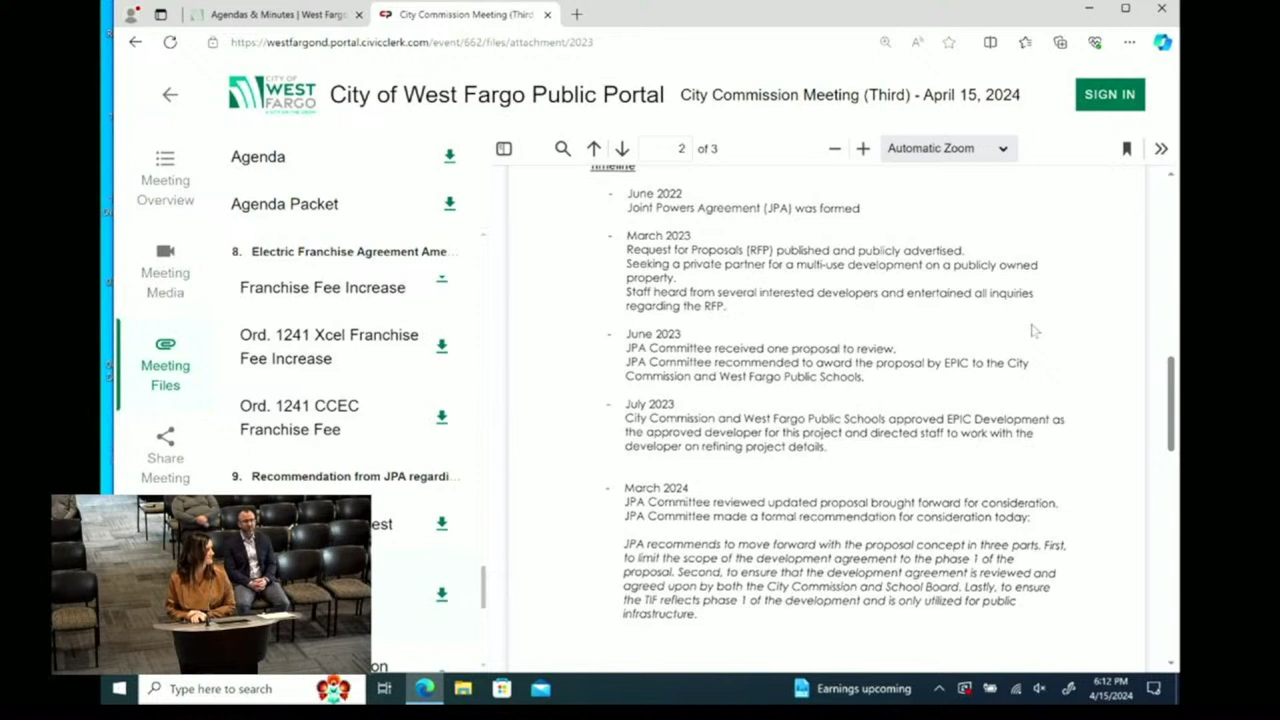 Agendas & Minutes | West Fargo
City Commission Meeting (Third)
https://westfargond.portal.civicclerk.com/event/662/files/attachment/2023
CITY OF
WEST
FARGO
City of West Fargo Public Portal
City Commission Meeting (Third) - April 15, 2024
SIGN IN
Meeting
Overview
Meeting
Media
Meeting
Files
Share
Meeting
Agenda
Agenda Packet
8. Electric Franchise Agreement Ame...
Franchise Fee Increase
Ord. 1241 Xcel Franchise
Fee Increase
Ord. 1241 CCEC
Franchise Fee
9. Recommendation from JPA regardi...
est
on
2 of 3
Automatic Zoom
Timeline
- June 2022
Joint Powers Agreement (JPA) was formed
- March 2023
Request for Proposals (RFP) published and publicly advertised.
Seeking a private partner for a multi-use development on a publicly owned
property.
Staff heard from several interested developers and entertained all inquiries
regarding the RFP.
- June 2023
JPA Committee received one proposal to review.
JPA Committee recommended to award the proposal by EPIC to the City
Commission and West Fargo Public Schools.
- July 2023
City Commission and West Fargo Public Schools approved EPIC Development as
the approved developer for this project and directed staff to work with the
developer on refining project details.
- March 2024
JPA Committee reviewed updated proposal brought forward for consideration.
JPA Committee made a formal recommendation for consideration today:
JPA recommends to move forward with the proposal concept in three parts. First,
to limit the scope of the development agreement to the phase 1 of the
proposal. Second, to ensure that the development agreement is reviewed and
agreed upon by both the City Commission and School Board. Lastly, to ensure
the TIF reflects phase 1 of the development and is only utilized for public
infrastructure.
Type here to search
Earnings upcoming
6:12 PM
4/15/2024